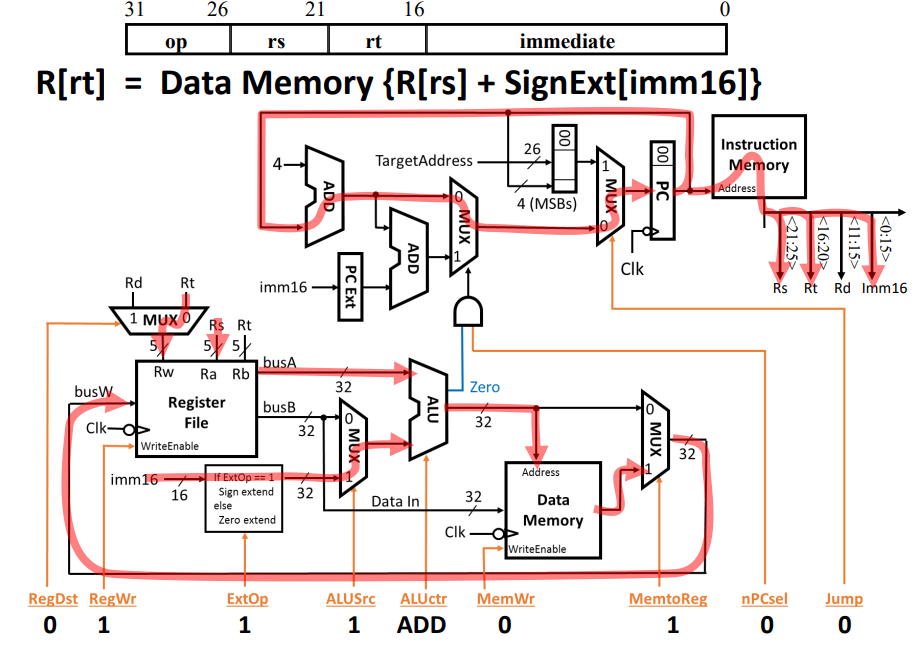 31 26 21 16 0
op rs rt immediate
R[rt] = Data Memory {R[rs] + SignExt[imm16]}
Instruction
Memory
Address
TargetAddress
26
00
4 (MSBs)
4
ADD
ADD
MUX
0
1
MUX
1
0
00
PC
Clk
imm16
PC Ext
<21:25>
<16:20>
<11:15>
<0:15>
Rs Rt Rd Imm16
Rd Rt
1 MUX 0
Rs Rt
5 5 5
Rw Ra Rb
busW
Register
File
Clk
WriteEnable
busA
32
busB
32
0
MUX
1
ALU
Zero
32
imm16
16
If ExtOp == 1
Sign extend
else
Zero extend
32
Data In
32
Address
Data
Memory
Clk
WriteEnable
0
MUX
1
32
RegDst RegWr ExtOp ALUSrc ALUctr MemWr MemtoReg nPCsel Jump
0 1 1 1 ADD 0 1 0 0